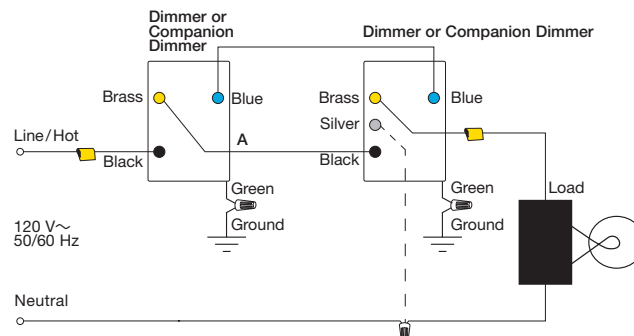 Dimmer or
Companion
Dimmer
Dimmer or Companion Dimmer
Brass
Blue
Brass
Blue
Silver
Line/Hot
A
Black
Black
Green
Green
Load
Ground
Ground
120 V~
50/60 Hz
Neutral